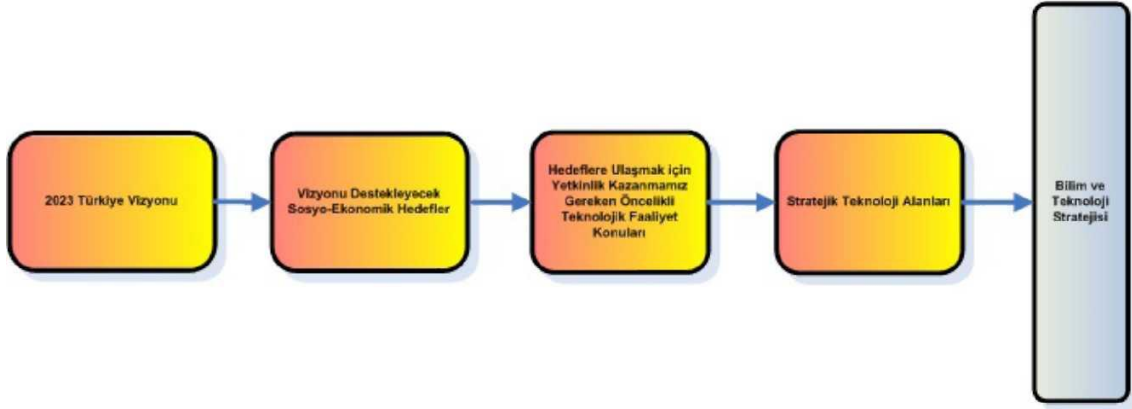 2023 Türkiye Vizyonu
Vizyonu Destekleyecek
Sosyo-Ekonomik Hedefler
Hedeflere Ulaşmak için
Yetkinlik Kazanmamız
Gereken Öncelikli
Teknolojik Faaliyet
Konuları
Stratejik Teknoloji Alanları
Bilim ve
Teknoloji
Stratejisi